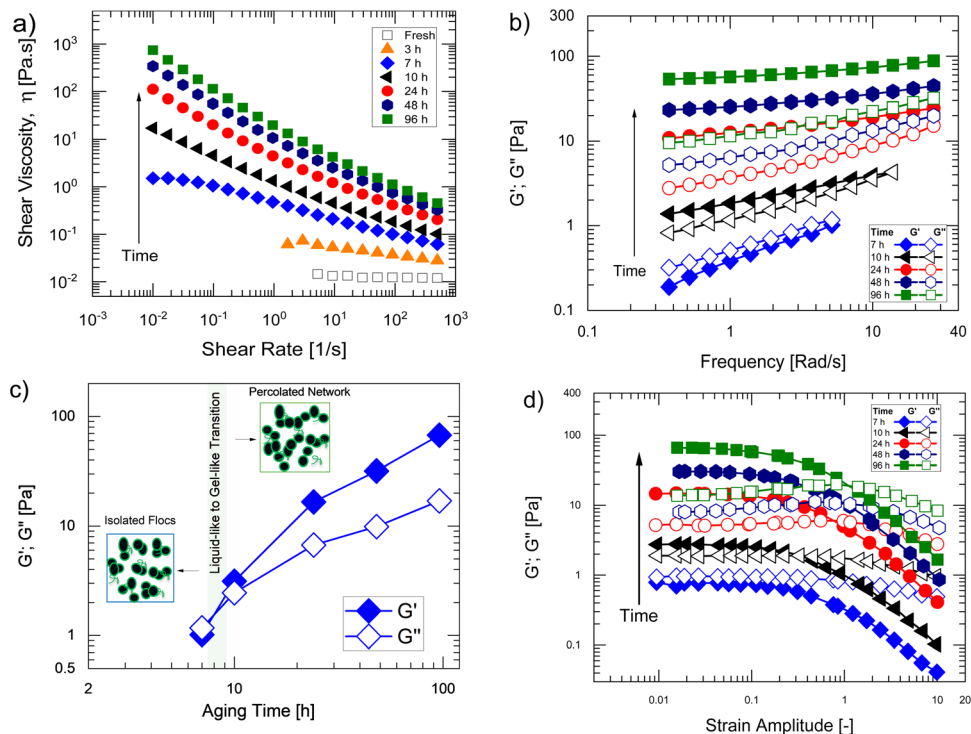 a)
Shear Viscosity, η [Pa.s]
10³
10²
10¹
10⁰
10⁻¹
10⁻²
Time
Fresh
3 h
7 h
10 h
24 h
48 h
96 h
10⁻³ 10⁻² 10⁻¹ 10⁰ 10¹ 10² 10³
Shear Rate [1/s]
b)
G'; G" [Pa]
400
100
10
1
0.1
Time
Time G' G"
7 h
10 h
24 h
48 h
96 h
0.1 1 10 40
Frequency [Rad/s]
c)
G'; G" [Pa]
100
10
1
0.5
Isolated Flocs
Liquid-like to Gel-like Transition
Percolated Network
G'
G"
2 10 100
Aging Time [h]
d)
G'; G" [Pa]
400
100
10
1
0.1
Time
Time G' G"
7 h
10 h
24 h
48 h
96 h
0.01 0.1 1 10 20
Strain Amplitude [-]